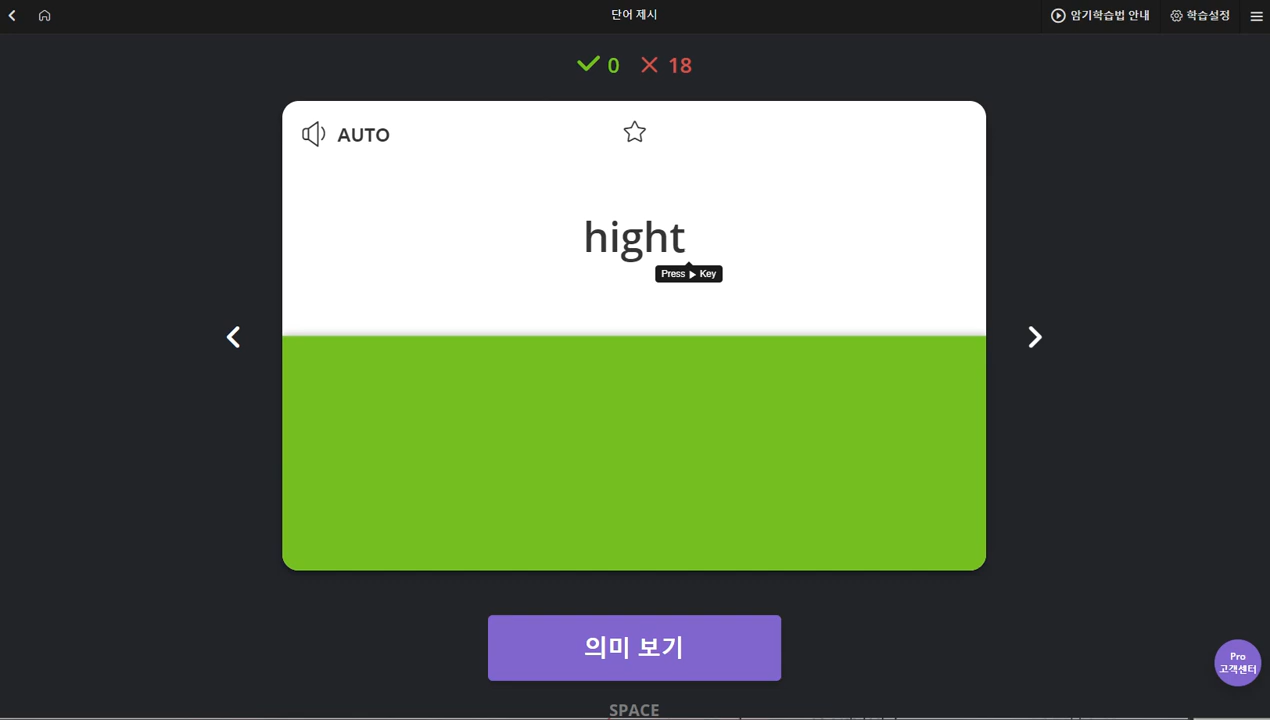 단어 제시
암기학습법 안내
학습설정
0
18
AUTO
hight
Press ▶ Key
의미 보기
SPACE
Pro
고객센터